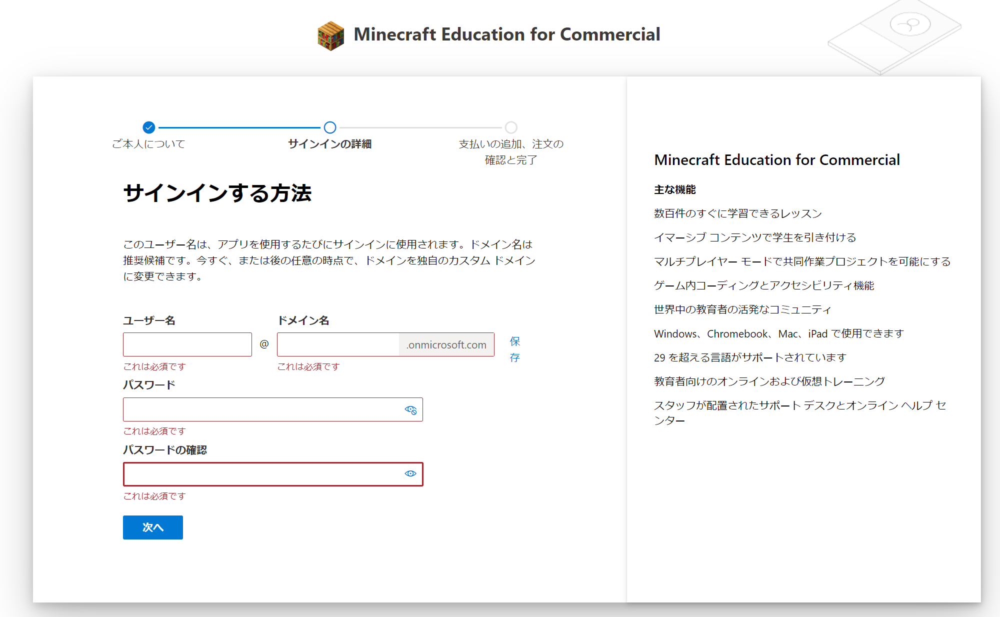 Minecraft Education for Commercial
ご本人について
サインインの詳細
支払いの追加、注文の
確認と完了
サインインする方法
このユーザー名は、アプリを使用するたびにサインインに使用されます。ドメイン名は
推奨候補です。今すぐ、または後の任意の時点で、ドメインを独自のカスタム ドメイン
に変更できます。
ユーザー名
ドメイン名
@
.onmicrosoft.com
保
存
これは必須です
これは必須です
パスワード
これは必須です
パスワードの確認
これは必須です
次へ
Minecraft Education for Commercial
主な機能
数百件のすぐに学習できるレッスン
イマーシブ コンテンツで学生を引き付ける
マルチプレイヤー モードで共同作業プロジェクトを可能にする
ゲーム内コーディングとアクセシビリティ機能
世界中の教育者の活発なコミュニティ
Windows、Chromebook、Mac、iPad で使用できます
29 を超える言語がサポートされています
教育者向けのオンラインおよび仮想トレーニング
スタッフが配置されたサポート デスクとオンライン ヘルプ セ
ンター